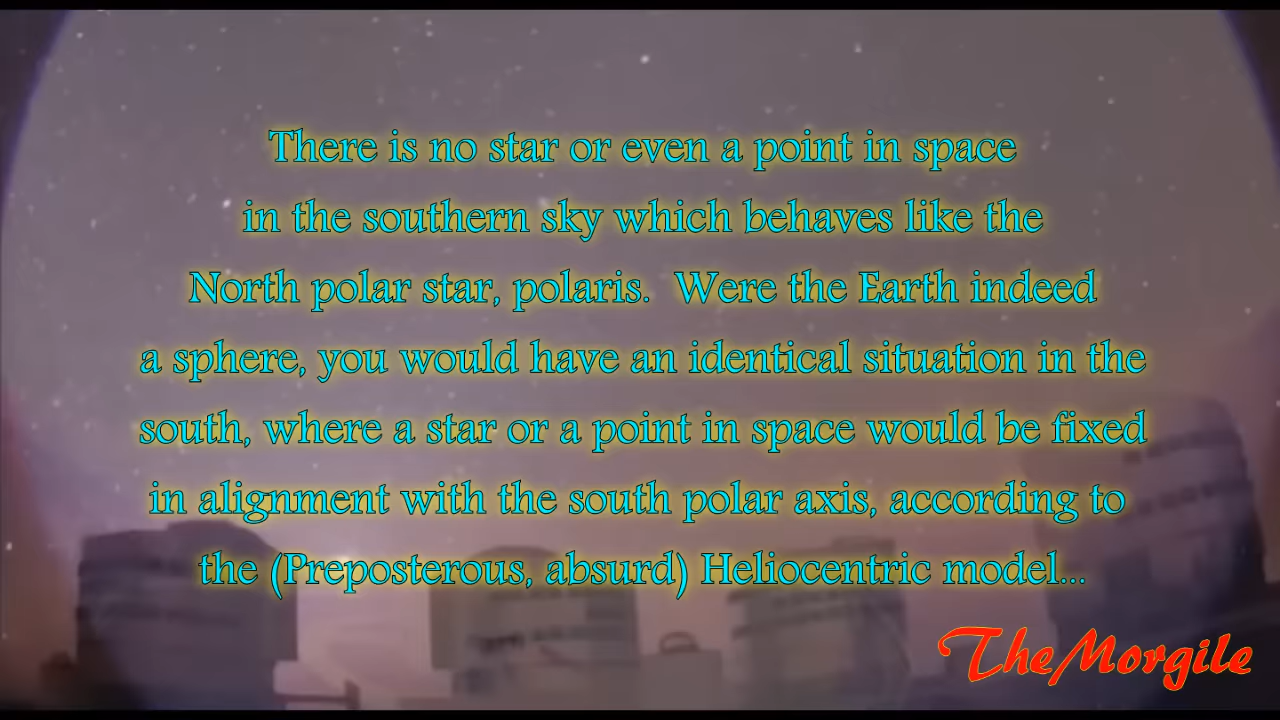 There is no star or even a point in space
in the southern sky which behaves like the
North polar star, polaris. Were the Earth indeed
a sphere, you would have an identical situation in the
south, where a star or a point in space would be fixed
in alignment with the south polar axis, according to
the (Preposterous, absurd) Heliocentric model...
TheMorgile